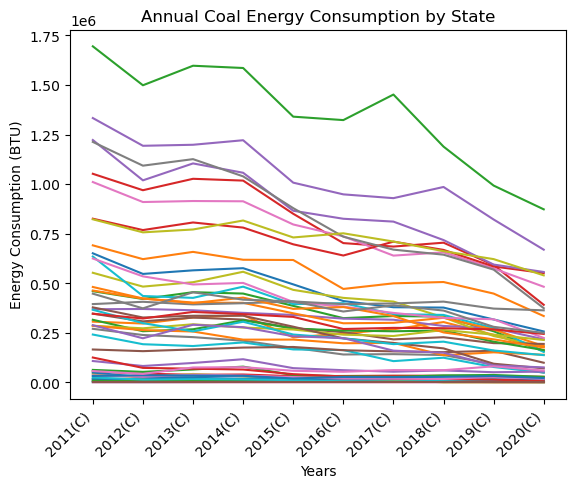 Annual Coal Energy Consumption by State
1e6
1.75
1.50
1.25
1.00
0.75
0.50
0.25
0.00
Energy Consumption (BTU)
2011(C)
2012(C)
2013(C)
2014(C)
2015(C)
2016(C)
2017(C)
2018(C)
2019(C)
2020(C)
Years